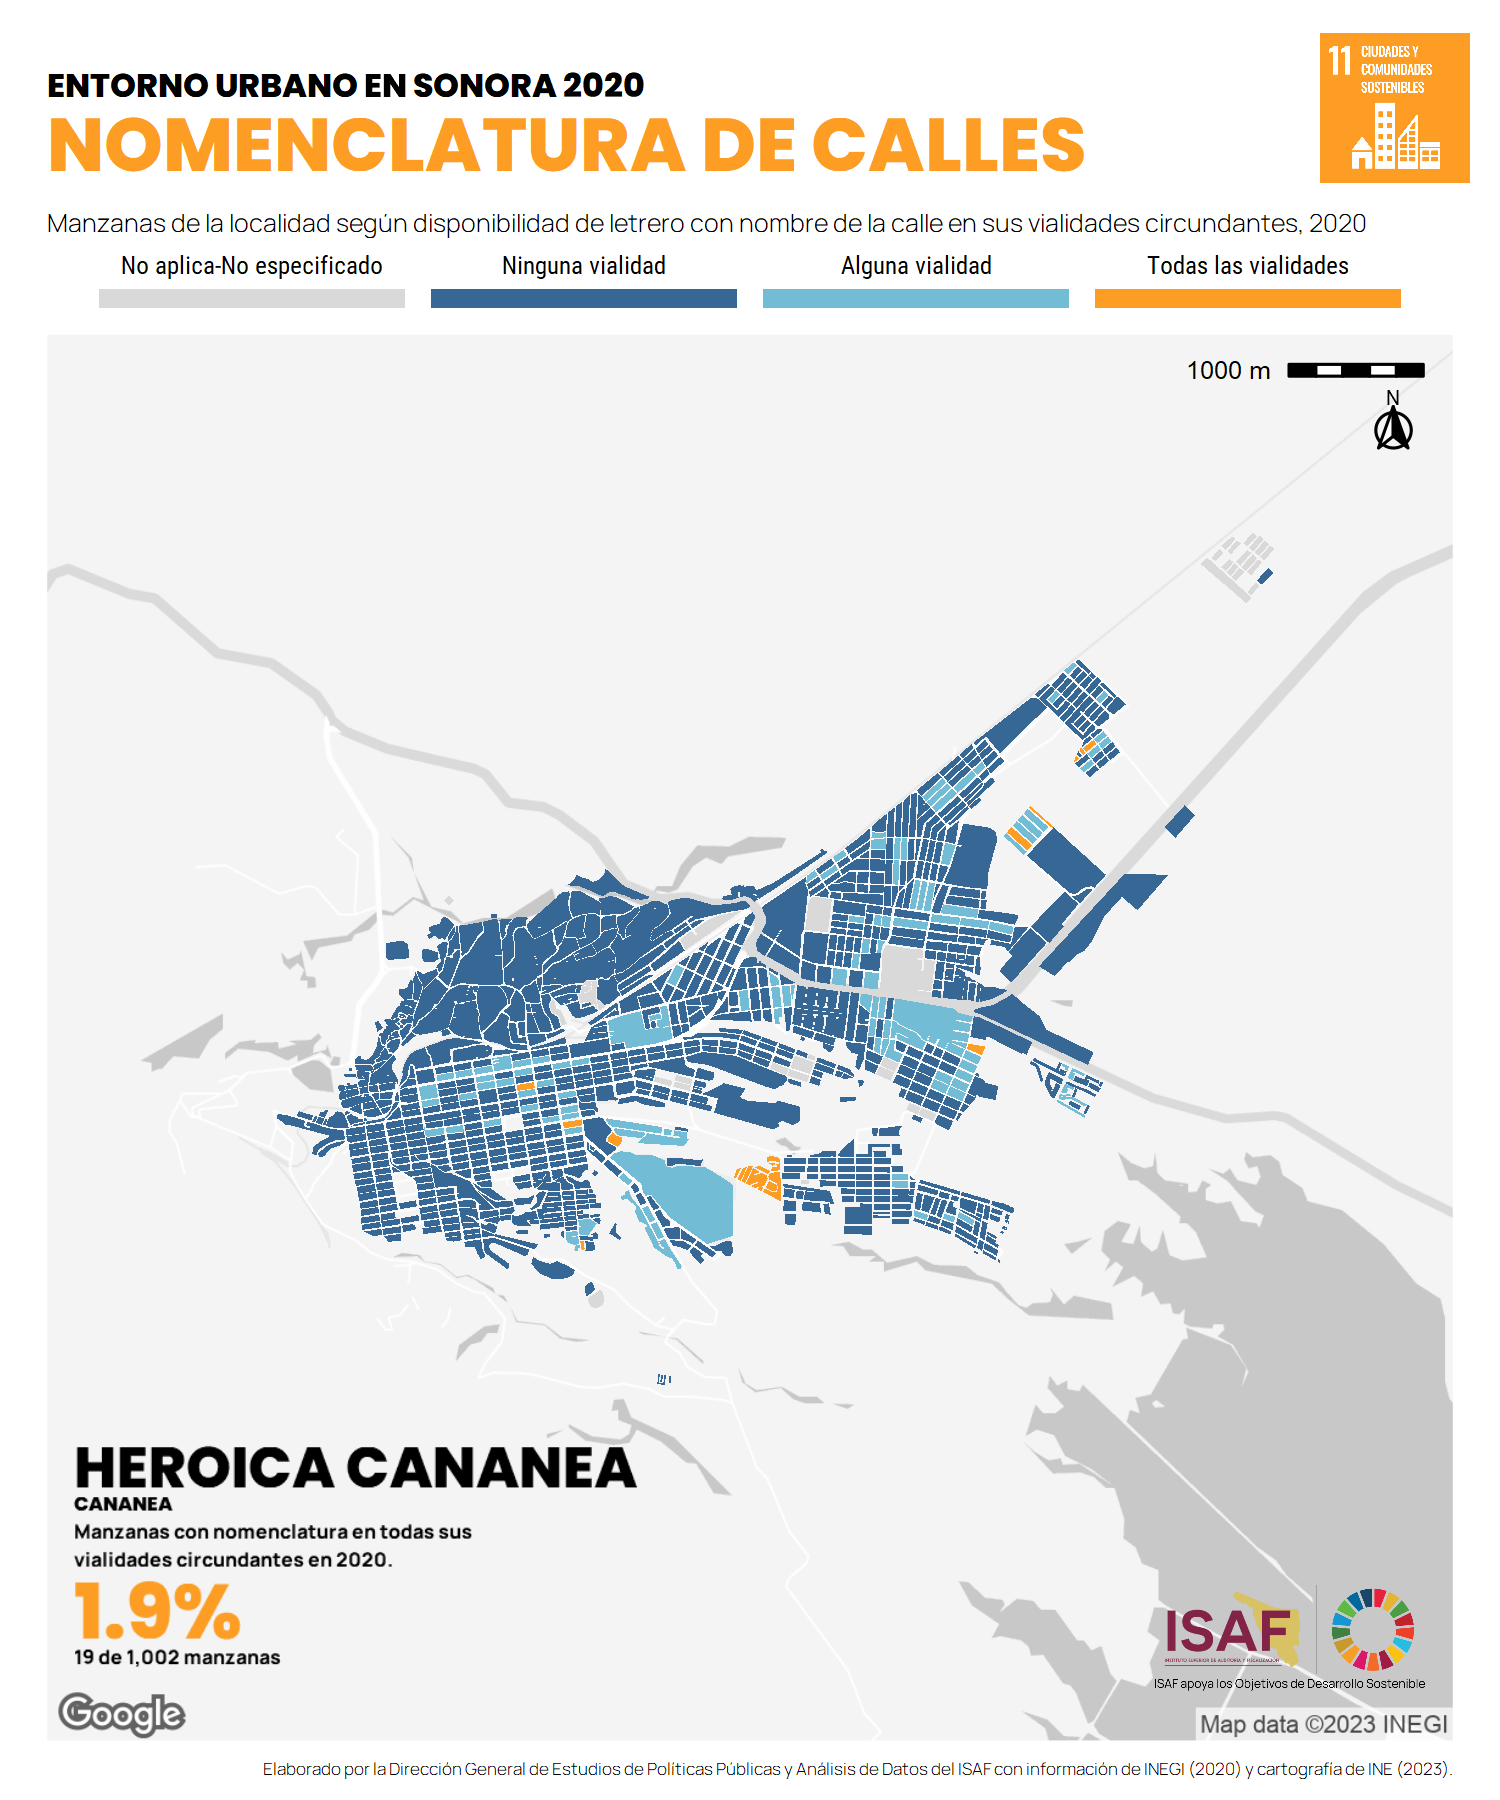 11 CIUDADES Y
COMUNIDADES
SOSTENIBLES
ENTORNO URBANO EN SONORA 2020
NOMENCLATURA DE CALLES
Manzanas de la localidad según disponibilidad de letrero con nombre de la calle en sus vialidades circundantes, 2020
No aplica-No especificado
Ninguna vialidad
Alguna vialidad
Todas las vialidades
1000 m
N
HEROICA CANANEA
CANANEA
Manzanas con nomenclatura en todas sus
vialidades circundantes en 2020.
1.9%
19 de 1,002 manzanas
ISAF
INSTITUTO SUPERIOR DE AUDITORÍA Y FISCALIZACIÓN
ISAF apoya los Objetivos de Desarrollo Sostenible
Google
Map data ©2023 INEGI
Elaborado por la Dirección General de Estudios de Políticas Públicas y Análisis de Datos del ISAF con información de INEGI (2020) y cartografía de INE (2023).